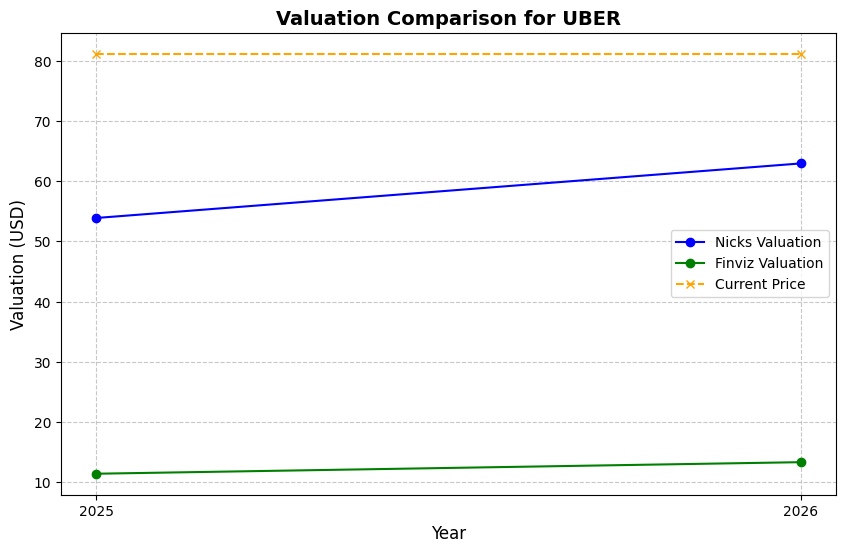 Valuation Comparison for UBER
80
70
60
50
40
30
20
10
Valuation (USD)
Nicks Valuation
Finviz Valuation
Current Price
2025
2026
Year